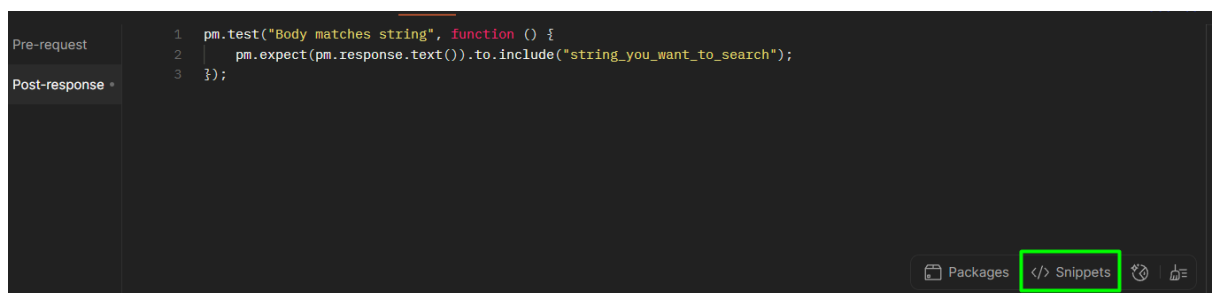 Pre-request
Post-response
1 pm.test("Body matches string", function () {
2 pm.expect(pm.response.text()).to.include("string_you_want_to_search");
3 });
Packages </> Snippets